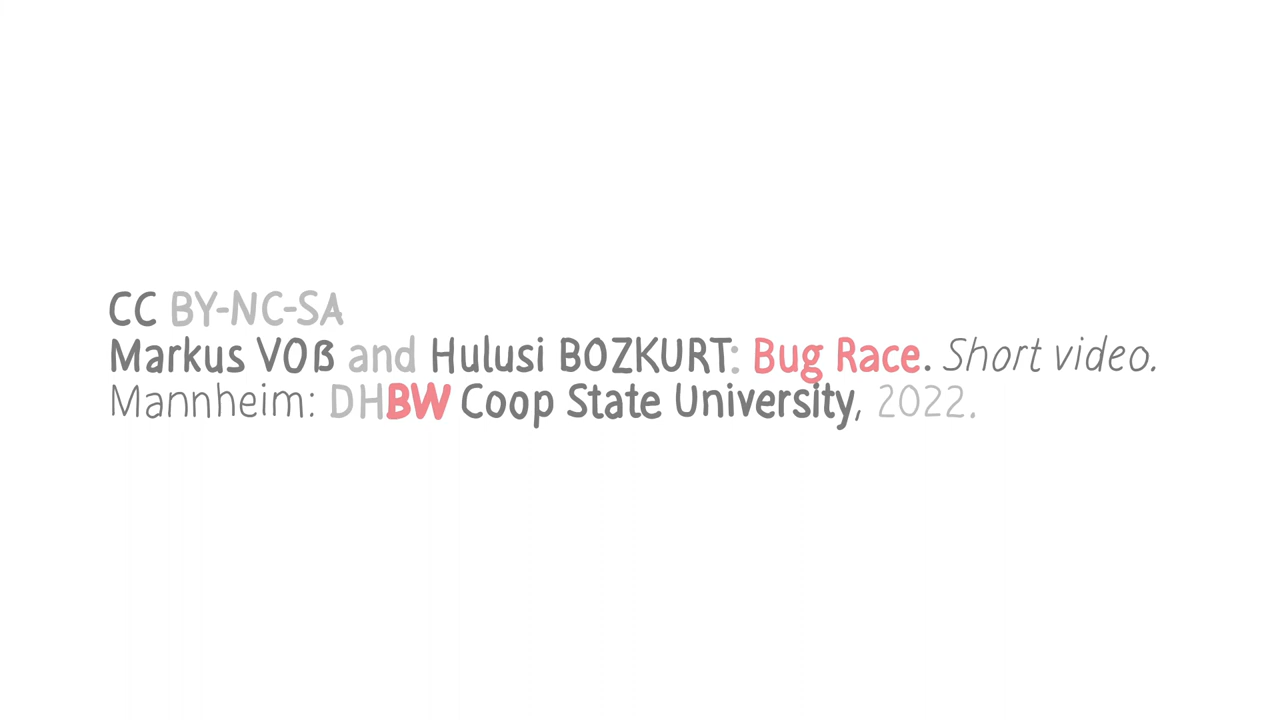 CC BY-NC-SA
Markus VOß and Hulusi BOZKURT: Bug Race. Short video.
Mannheim: DHBW Coop State University, 2022.